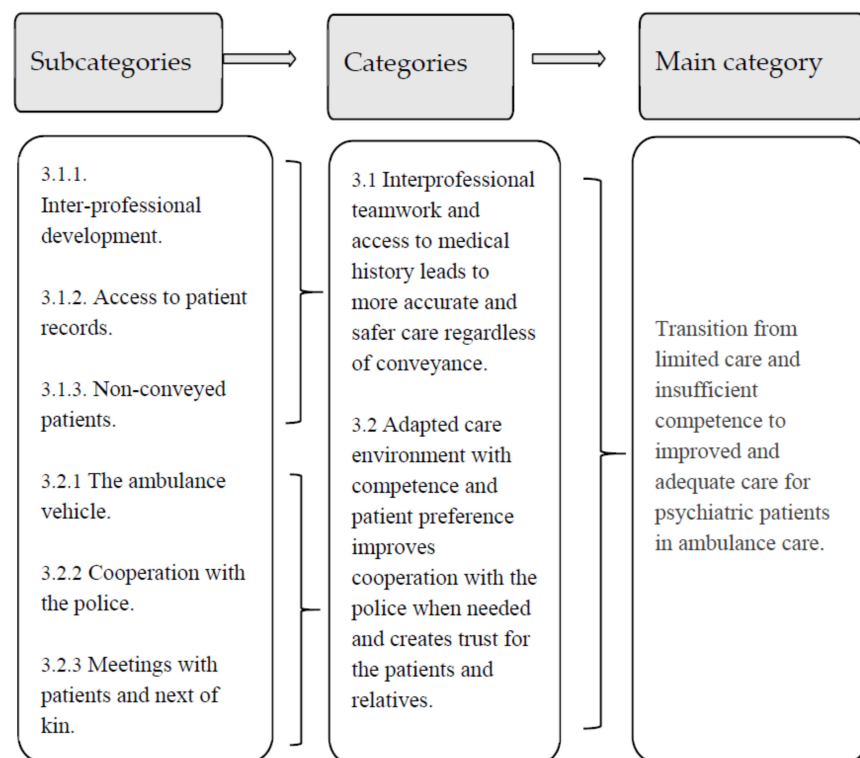 Subcategories
Categories
Main category
3.1.1.
Inter-professional
development.
3.1.2. Access to patient
records.
3.1.3. Non-conveyed
patients.
3.2.1 The ambulance
vehicle.
3.2.2 Cooperation with
the police.
3.2.3 Meetings with
patients and next of
kin.
3.1 Interprofessional
teamwork and
access to medical
history leads to
more accurate and
safer care regardless
of conveyance.
3.2 Adapted care
environment with
competence and
patient preference
improves
cooperation with the
police when needed
and creates trust for
the patients and
relatives.
Transition from
limited care and
insufficient
competence to
improved and
adequate care for
psychiatric patients
in ambulance care.